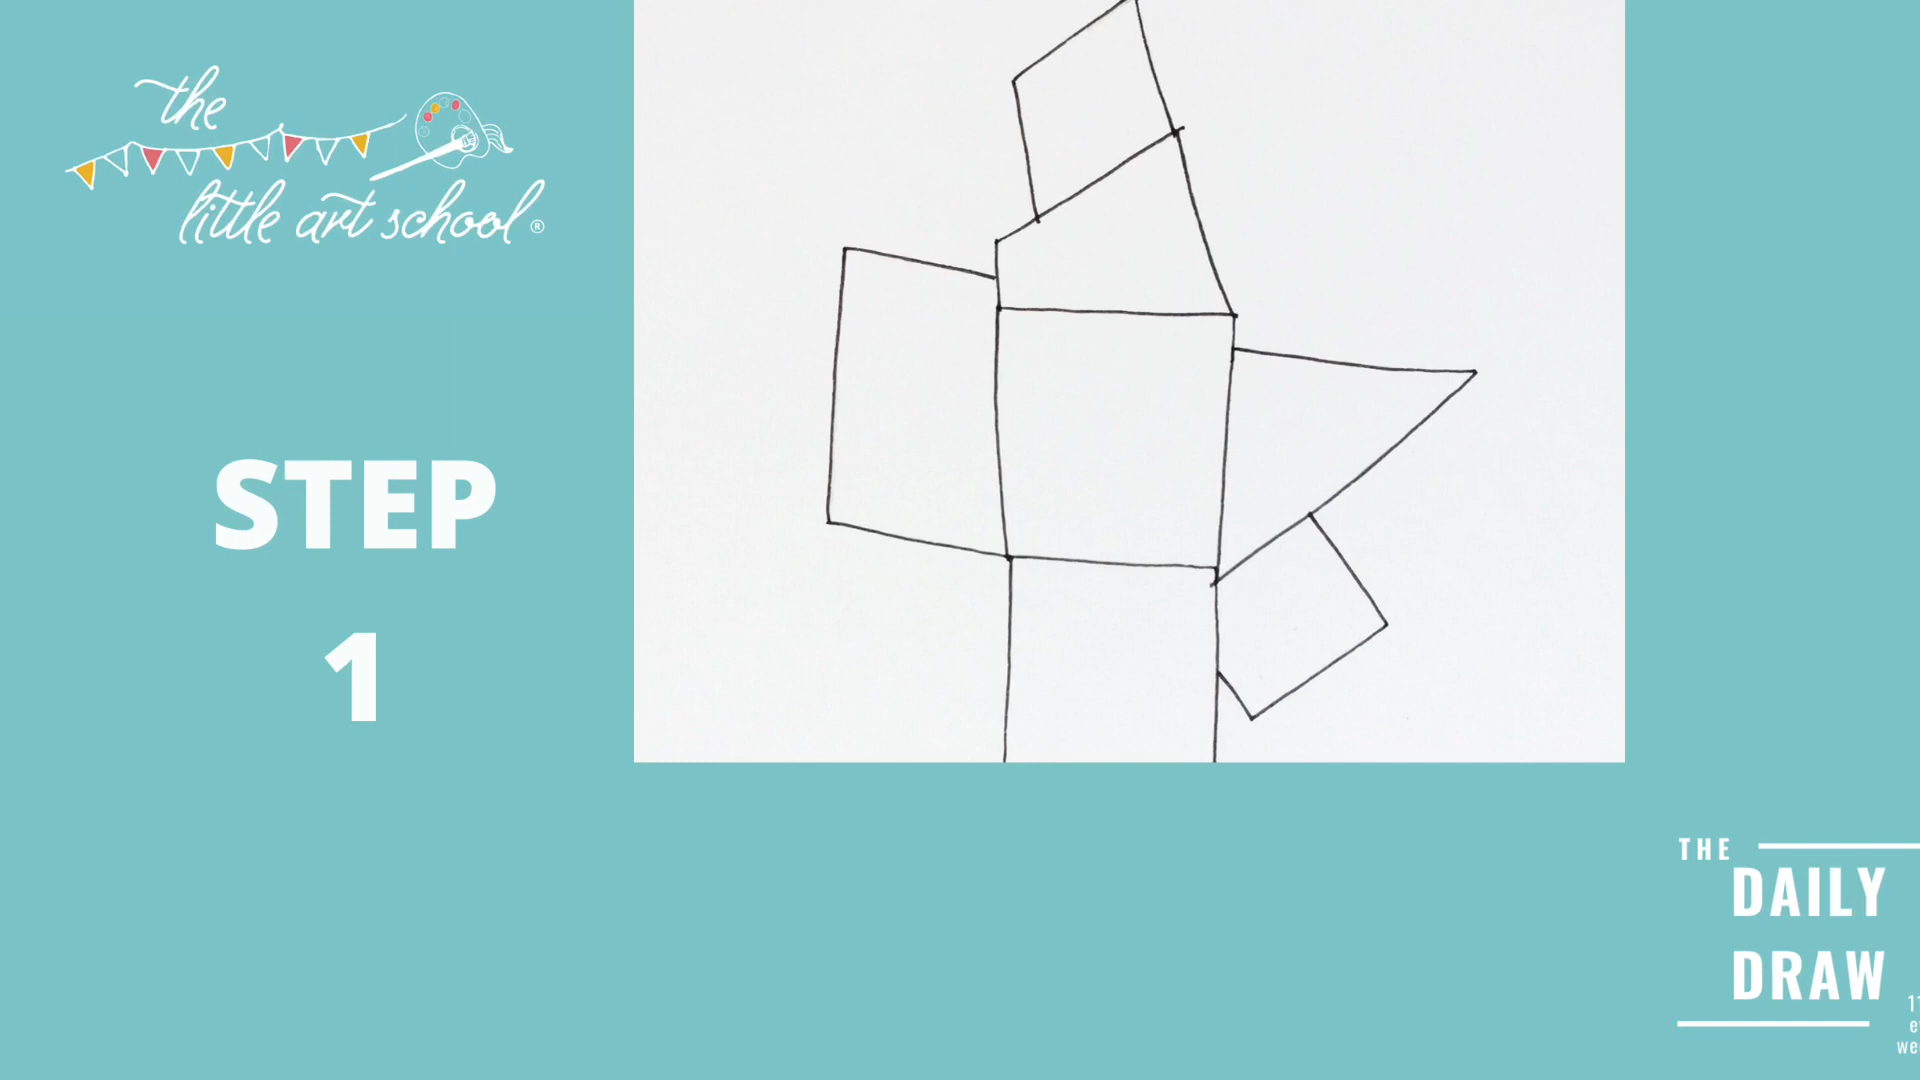 the
little art school®
STEP
1
THE
DAILY
DRAW